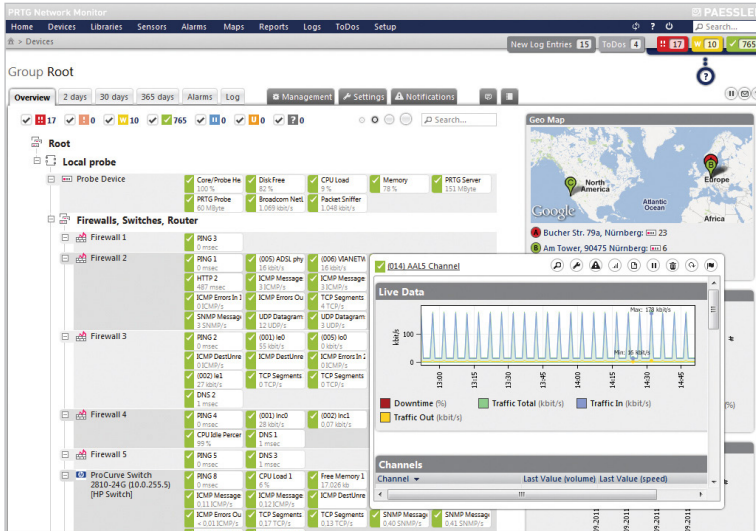 PRTG Network Monitor
PAESSLER
Home Devices Libraries Sensors Alarms Maps Reports Logs ToDos Setup
Search...
> Devices
New Log Entries 15 ToDos 4 !! 17 W 10 765
?
Group Root
Overview 2 days 30 days 365 days Alarms Log Management Settings Notifications
!! 17 ! 0 W 10 765 0 U 0 ? 0 Search...
Root
Local probe
Probe Device
Core/Probe He
100 %
Disk Free
82 %
CPU Load
9 %
Memory
78 %
PRTG Server
151 MByte
PRTG Probe
60 MByte
Broadcom NetL
1.069 kbit/s
Packet Sniffer
1.048 kbit/s
Firewalls, Switches, Router
Firewall 1
PING 3
0 msec
Firewall 2
PING 1
0 msec
(005) ADSL phy
16 kbit/s
(006) VIANETW
16 kbit/s
HTTP 2
487 msec
ICMP Message
3 ICMP/s
ICMP Message
3 ICMP/s
ICMP Errors In 1
0 ICMP/s
ICMP Errors Ou
TCP Segments
4 TCP/s
SNMP Messag
3 SNMP/s
UDP Datagram
12 UDP/s
UDP Datagram
3 UDP/s
Firewall 3
PING 2
0 msec
(001) le0
55 kbit/s
(005) lo0
0 kbit/s
ICMP DestUnre
0 ICMP/s
ICMP DestUnre
ICMP Errors In 2
0 ICMP/s
(002) le1
27 kbit/s
TCP Segments
0 TCP/s
TCP Segments
0 TCP/s
DNS 2
1 msec
Firewall 4
PING 4
0 msec
(001) lnc0
28 kbit/s
(002) lnc1
0.07 kbit/s
CPU Idle Percer
99 %
DNS 1
1 msec
Firewall 5
PING 5
0 msec
DNS 3
1 msec
ProCurve Switch
2810-24G (10.0.255.5)
[HP Switch]
PING 8
0 msec
CPU Load 1
6 %
Free Memory 1
17.026 kb
ICMP Message
0.11 ICMP/s
ICMP Message
0.12 ICMP/s
ICMP DestUnre
ICMP Errors Ou
< 0.01 ICMP/s
TCP Segments
0.17 TCP/s
TCP Segments
0.13 TCP/s
SNMP Messag
0.40 SNMP/s
SNMP Messag
0.41 SNMP/s
Geo Map
North
America
Europe
Atlantic
Ocean
Africa
Google
A
B
C
A Bucher Str. 79a, Nürnberg: 23
B Am Tower, 90475 Nürnberg: 6
(014) AAL5 Channel
Live Data
Max: 178 kbit/s
Min: 16 kbit/s
kbit/s
100
0
13:00 13:15 13:30 13:45 14:00 14:15 14:30 14:45
Downtime (%) Traffic Total (kbit/s) Traffic In (kbit/s)
Traffic Out (kbit/s)
Channels
Channel Last Value (volume) Last Value (speed)
#
(%)
#
09.2011
09.2011
09.2011
09.2011